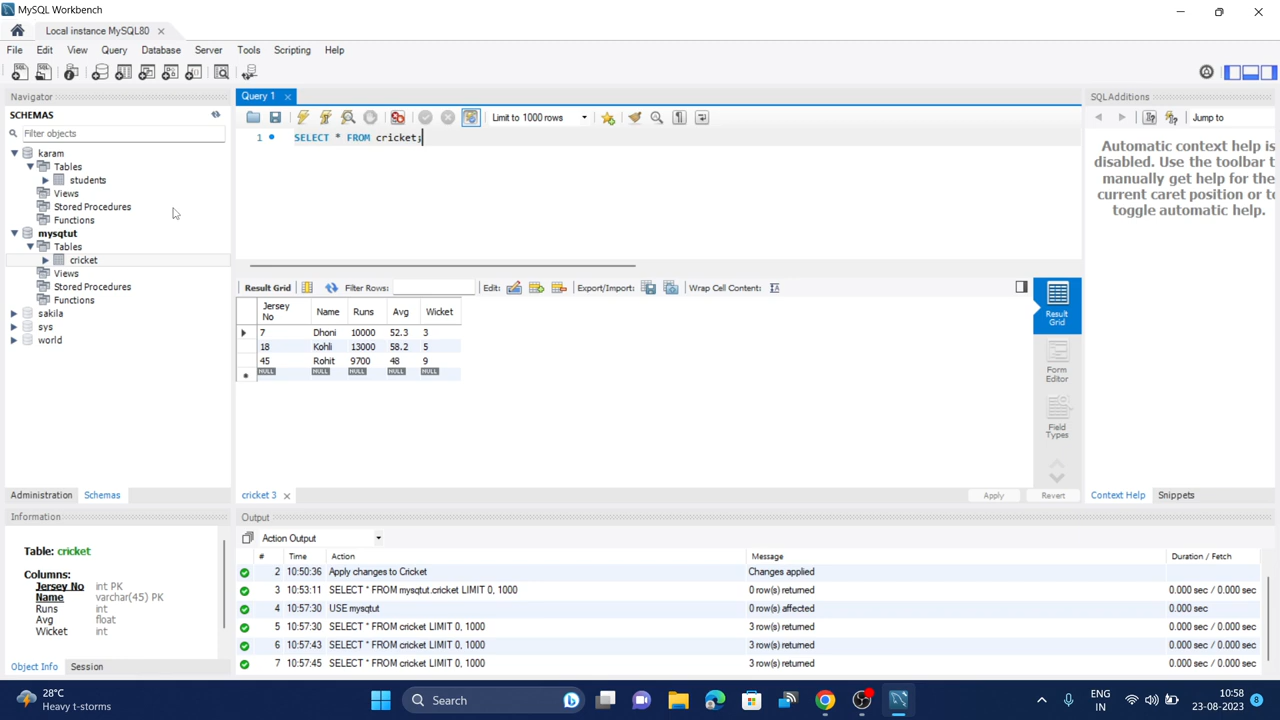 MySQL Workbench
Local instance MySQL80
File Edit View Query Database Server Tools Scripting Help
Navigator
SCHEMAS
Filter objects
karam
Tables
students
Views
Stored Procedures
Functions
mysqtut
Tables
cricket
Views
Stored Procedures
Functions
sakila
sys
world
Administration Schemas
Information
Table: cricket
Columns:
Jersey No int PK
Name varchar(45) PK
Runs int
Avg float
Wicket int
Object Info Session
Query 1
Limit to 1000 rows
1 SELECT * FROM cricket;
Result Grid Filter Rows: Edit: Export/Import: Wrap Cell Content:
Jersey No Name Runs Avg Wicket
7 Dhoni 10000 52.3 3
18 Kohli 13000 58.2 5
45 Rohit 9700 48 9
NULL NULL NULL NULL NULL
Result Grid
Form Editor
Field Types
cricket 3 Apply Revert
Output
Action Output
# Time Action Message Duration / Fetch
2 10:50:36 Apply changes to Cricket Changes applied
3 10:53:11 SELECT * FROM mysqtut.cricket LIMIT 0, 1000 0 row(s) returned 0.000 sec / 0.000 sec
4 10:57:30 USE mysqtut 0 row(s) affected 0.000 sec
5 10:57:30 SELECT * FROM cricket LIMIT 0, 1000 3 row(s) returned 0.000 sec / 0.000 sec
6 10:57:43 SELECT * FROM cricket LIMIT 0, 1000 3 row(s) returned 0.000 sec / 0.000 sec
7 10:57:45 SELECT * FROM cricket LIMIT 0, 1000 3 row(s) returned 0.000 sec / 0.000 sec
SQLAdditions
Jump to
Automatic context help is
disabled. Use the toolbar t
manually get help for the
current caret position or to
toggle automatic help.
Context Help Snippets
28°C
Heavy t-storms
Search
ENG
IN
10:58
23-08-2023
8